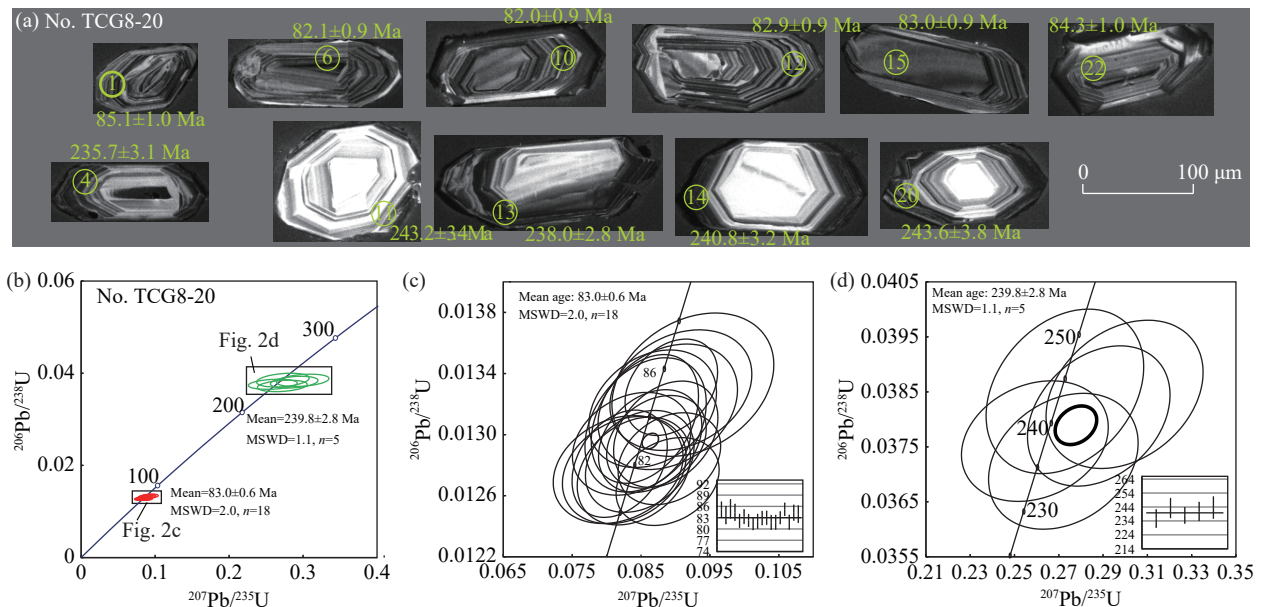 (a) No. TCG8-20
82.1±0.9 Ma
82.0±0.9 Ma
82.9±0.9 Ma
83.0±0.9 Ma
84.3±1.0 Ma
1
6
10
12
15
22
85.1±1.0 Ma
235.7±3.1 Ma
4
11
13
14
20
243.2±34Ma
238.0±2.8 Ma
240.8±3.2 Ma
243.6±3.8 Ma
0 100 μm
(b)
No. TCG8-20
0.06
0.04
0.02
0
0 0.1 0.2 0.3 0.4
²⁰⁶Pb/²³⁸U
²⁰⁷Pb/²³⁵U
300
200
100
Fig. 2d
Mean=239.8±2.8 Ma
MSWD=1.1, n=5
Mean=83.0±0.6 Ma
MSWD=2.0, n=18
Fig. 2c
(c)
Mean age: 83.0±0.6 Ma
MSWD=2.0, n=18
0.0138
0.0134
0.0130
0.0126
0.0122
0.065 0.075 0.085 0.095 0.105
²⁰⁶Pb/²³⁸U
²⁰⁷Pb/²³⁵U
86
82
92
89
86
83
80
77
74
(d)
Mean age: 239.8±2.8 Ma
MSWD=1.1, n=5
0.0405
0.0395
0.0385
0.0375
0.0365
0.0355
0.21 0.23 0.25 0.27 0.29 0.31 0.33 0.35
²⁰⁶Pb/²³⁸U
²⁰⁷Pb/²³⁵U
250
240
230
264
254
244
234
224
214